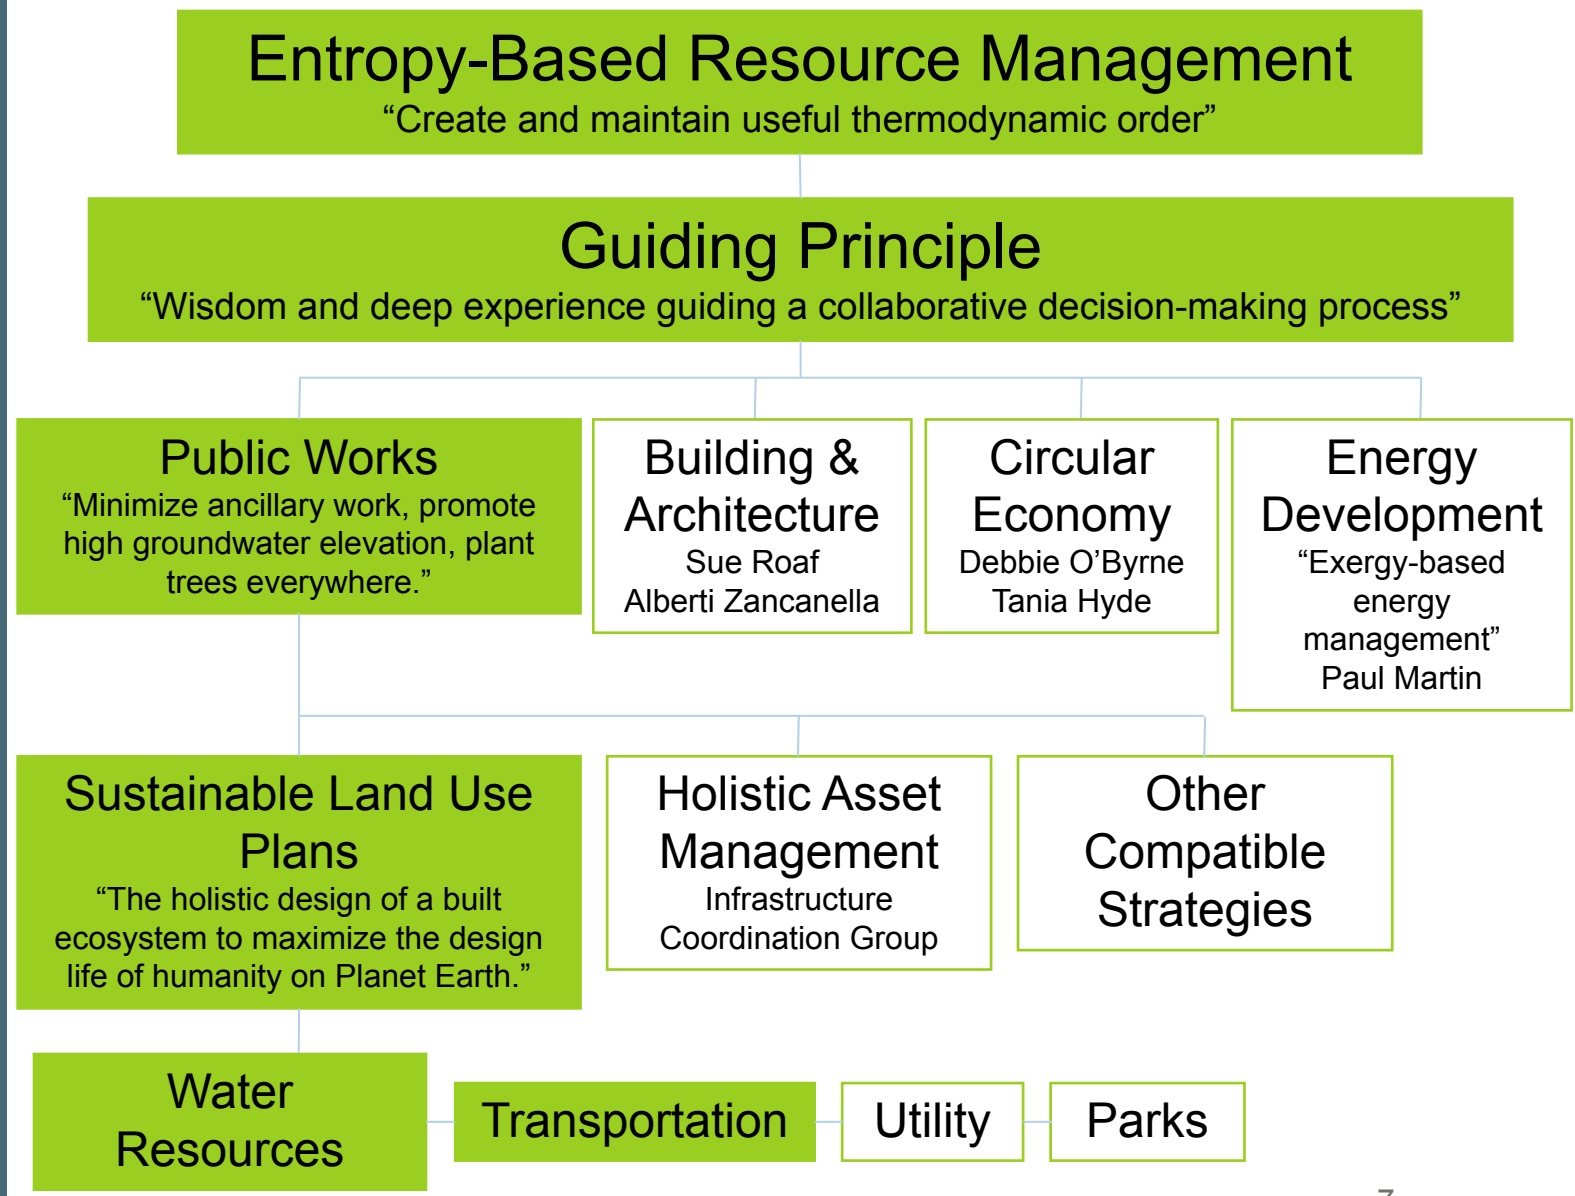 Entropy-Based Resource Management
“Create and maintain useful thermodynamic order”
Guiding Principle
“Wisdom and deep experience guiding a collaborative decision-making process”
Public Works
“Minimize ancillary work, promote
high groundwater elevation, plant
trees everywhere.”
Building &
Architecture
Sue Roaf
Alberti Zancanella
Circular
Economy
Debbie O’Byrne
Tania Hyde
Energy
Development
“Exergy-based
energy
management”
Paul Martin
Sustainable Land Use
Plans
“The holistic design of a built
ecosystem to maximize the design
life of humanity on Planet Earth.”
Holistic Asset
Management
Infrastructure
Coordination Group
Other
Compatible
Strategies
Water
Resources
Transportation
Utility
Parks